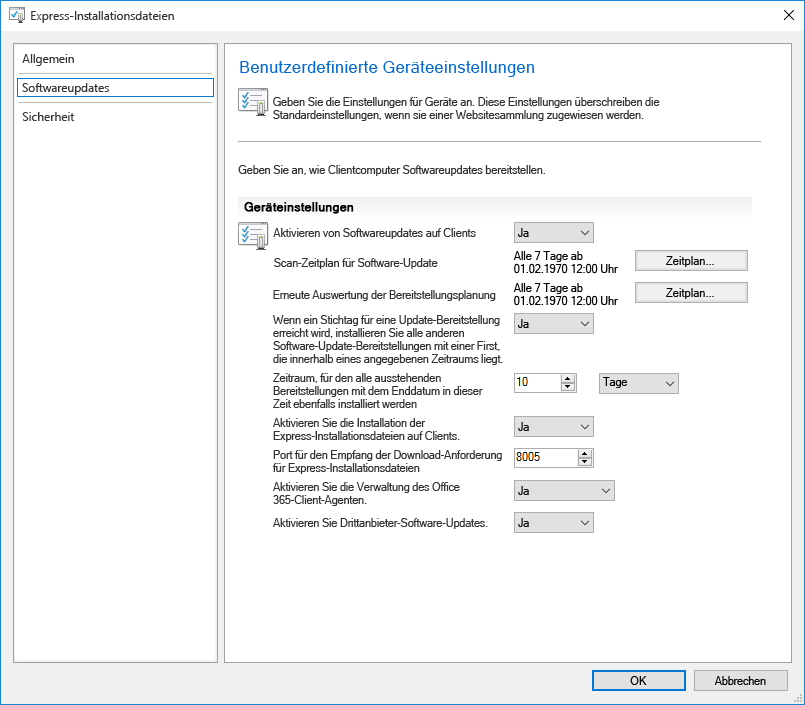 Express-Installationsdateien
Allgemein
Softwareupdates
Sicherheit
Benutzerdefinierte Geräteeinstellungen
Geben Sie die Einstellungen für Geräte an. Diese Einstellungen überschreiben die
Standardeinstellungen, wenn sie einer Websitesammlung zugewiesen werden.
Geben Sie an, wie Clientcomputer Softwareupdates bereitstellen.
Geräteinstellungen
Aktivieren von Softwareupdates auf Clients
Ja
Scan-Zeitplan für Software-Update
Alle 7 Tage ab
01.02.1970 12:00 Uhr
Zeitplan...
Erneute Auswertung der Bereitstellungsplanung
Alle 7 Tage ab
01.02.1970 12:00 Uhr
Zeitplan...
Wenn ein Stichtag für eine Update-Bereitstellung
erreicht wird, installieren Sie alle anderen
Software-Update-Bereitstellungen mit einer First,
die innerhalb eines angegebenen Zeitraums liegt.
Ja
Zeitraum, für den alle ausstehenden
Bereitstellungen mit dem Enddatum in dieser
Zeit ebenfalls installiert werden
10
Tage
Aktivieren Sie die Installation der
Express-Installationsdateien auf Clients.
Ja
Port für den Empfang der Download-Anforderung
für Express-Installationsdateien
8005
Aktivieren Sie die Verwaltung des Office
365-Client-Agenten.
Ja
Aktivieren Sie Drittanbieter-Software-Updates.
Ja
OK
Abbrechen